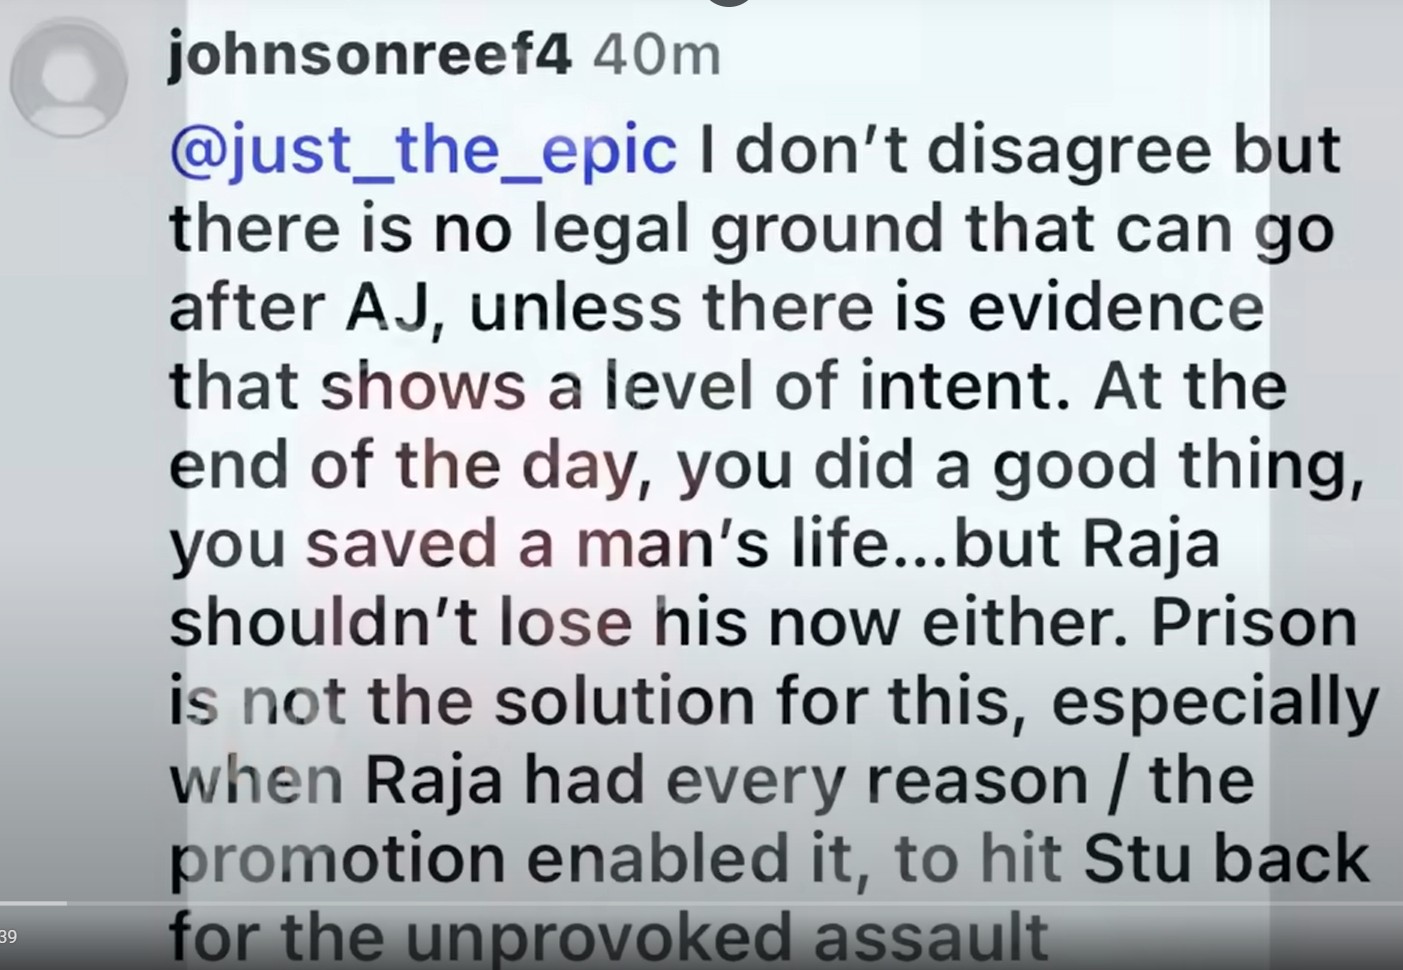 johnsonreef4 40m
@just_the_epic I don't disagree but
there is no legal ground that can go
after AJ, unless there is evidence
that shows a level of intent. At the
end of the day, you did a good thing,
you saved a man's life...but Raja
shouldn't lose his now either. Prison
is not the solution for this, especially
when Raja had every reason / the
promotion enabled it, to hit Stu back
for the unprovoked assault
39